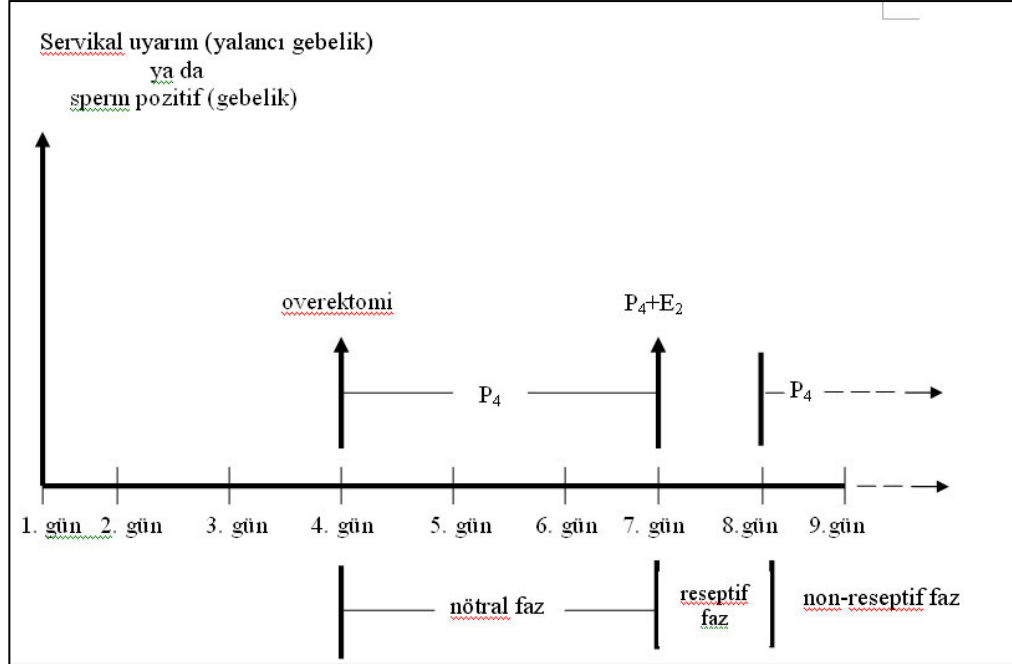 Servikal uyarım (yalancı gebelik)
ya da
sperm pozitif (gebelik)
overektomi
P₄+E₂
P₄
P₄
1. gün 2. gün 3. gün 4. gün 5. gün 6. gün 7. gün 8.gün 9.gün
nötral faz
reseptif
faz
non-reseptif faz